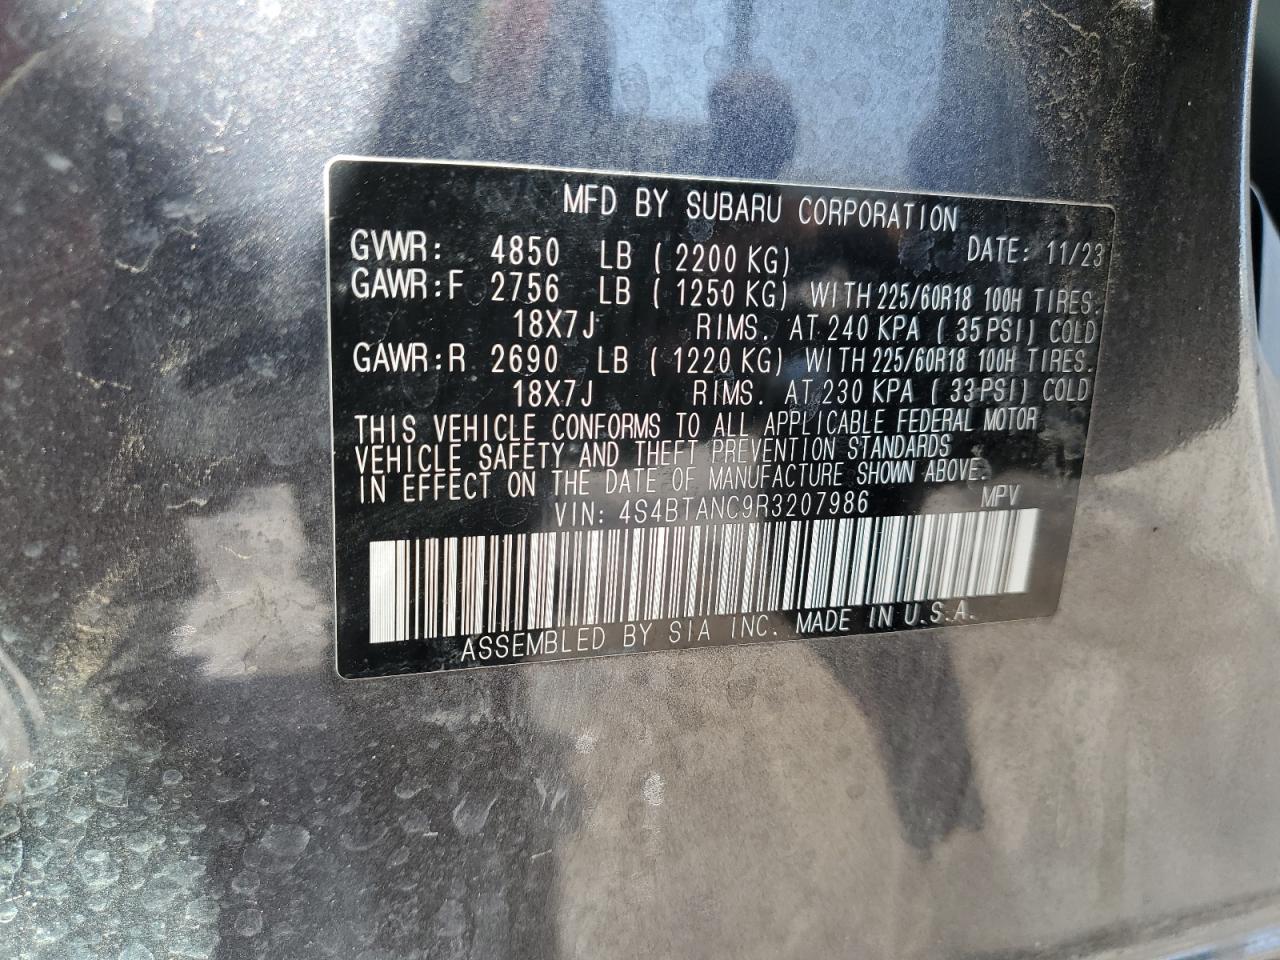 MFD BY SUBARU CORPORATION
GVWR: 4850 LB (2200 KG) DATE: 11/23
GAWR:F 2756 LB (1250 KG) WITH 225/60R18 100H TIRES.
18X7J RIMS. AT 240 KPA (35 PSI) COLD
GAWR:R 2690 LB (1220 KG) WITH 225/60R18 100H TIRES.
18X7J RIMS. AT 230 KPA (33 PSI) COLD
THIS VEHICLE CONFORMS TO ALL APPLICABLE FEDERAL MOTOR
VEHICLE SAFETY AND THEFT PREVENTION STANDARDS
IN EFFECT ON THE DATE OF MANUFACTURE SHOWN ABOVE.
VIN: 4S4BTANC9R3207986 MPV
ASSEMBLED BY SIA INC. MADE IN U.S.A.